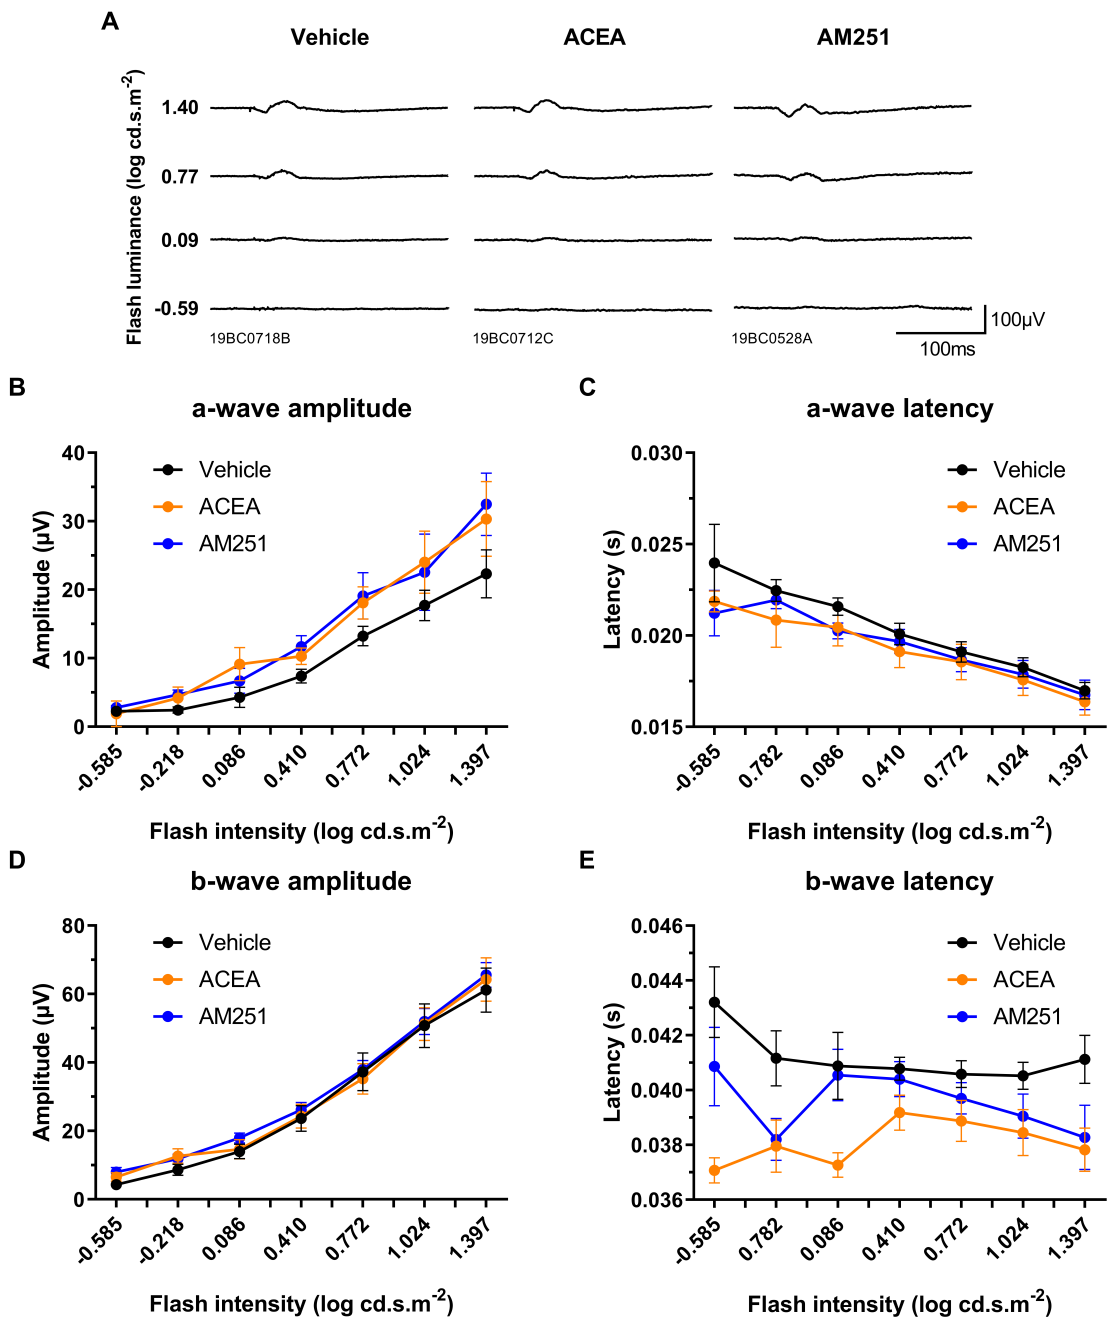 A
Vehicle ACEA AM251
Flash luminance (log cd.s.m-2)
1.40
0.77
0.09
-0.59
19BC0718B 19BC0712C 19BC0528A
100µV
100ms
B
a-wave amplitude
Amplitude (µV)
40
30
20
10
0
Vehicle
ACEA
AM251
-0.585 -0.218 0.086 0.410 0.772 1.024 1.397
Flash intensity (log cd.s.m-2)
C
a-wave latency
Latency (s)
0.030
0.025
0.020
0.015
Vehicle
ACEA
AM251
-0.585 0.782 0.086 0.410 0.772 1.024 1.397
Flash intensity (log cd.s.m-2)
D
b-wave amplitude
Amplitude (µV)
80
60
40
20
0
Vehicle
ACEA
AM251
-0.585 -0.218 0.086 0.410 0.772 1.024 1.397
Flash intensity (log cd.s.m-2)
E
b-wave latency
Latency (s)
0.046
0.044
0.042
0.040
0.038
0.036
Vehicle
ACEA
AM251
-0.585 0.782 0.086 0.410 0.772 1.024 1.397
Flash intensity (log cd.s.m-2)